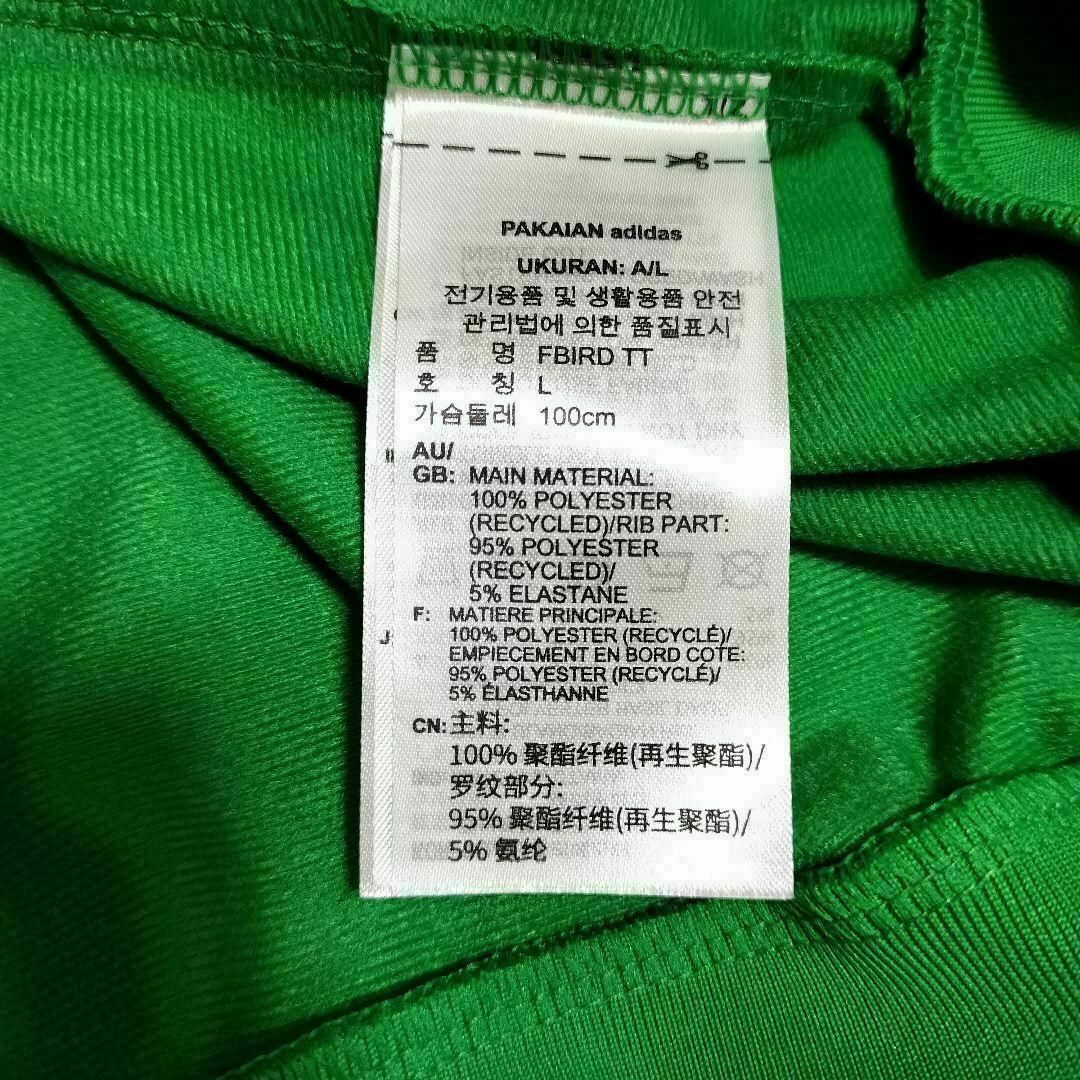 PAKAIAN adidas
UKURAN: A/L
전기용품 및 생활용품 안전
관리법에 의한 품질표시
품 명 FBIRD TT
호 칭 L
가슴둘레 100cm
AU/
GB: MAIN MATERIAL:
100% POLYESTER
(RECYCLED)/RIB PART:
95% POLYESTER
(RECYCLED)/
5% ELASTANE
F: MATIERE PRINCIPALE:
100% POLYESTER (RECYCLÉ)/
EMPIECEMENT EN BORD COTE:
95% POLYESTER (RECYCLÉ)/
5% ÉLASTHANNE
CN: 主料:
100% 聚酯纤维(再生聚酯)/
罗纹部分:
95% 聚酯纤维(再生聚酯)/
5% 氨纶